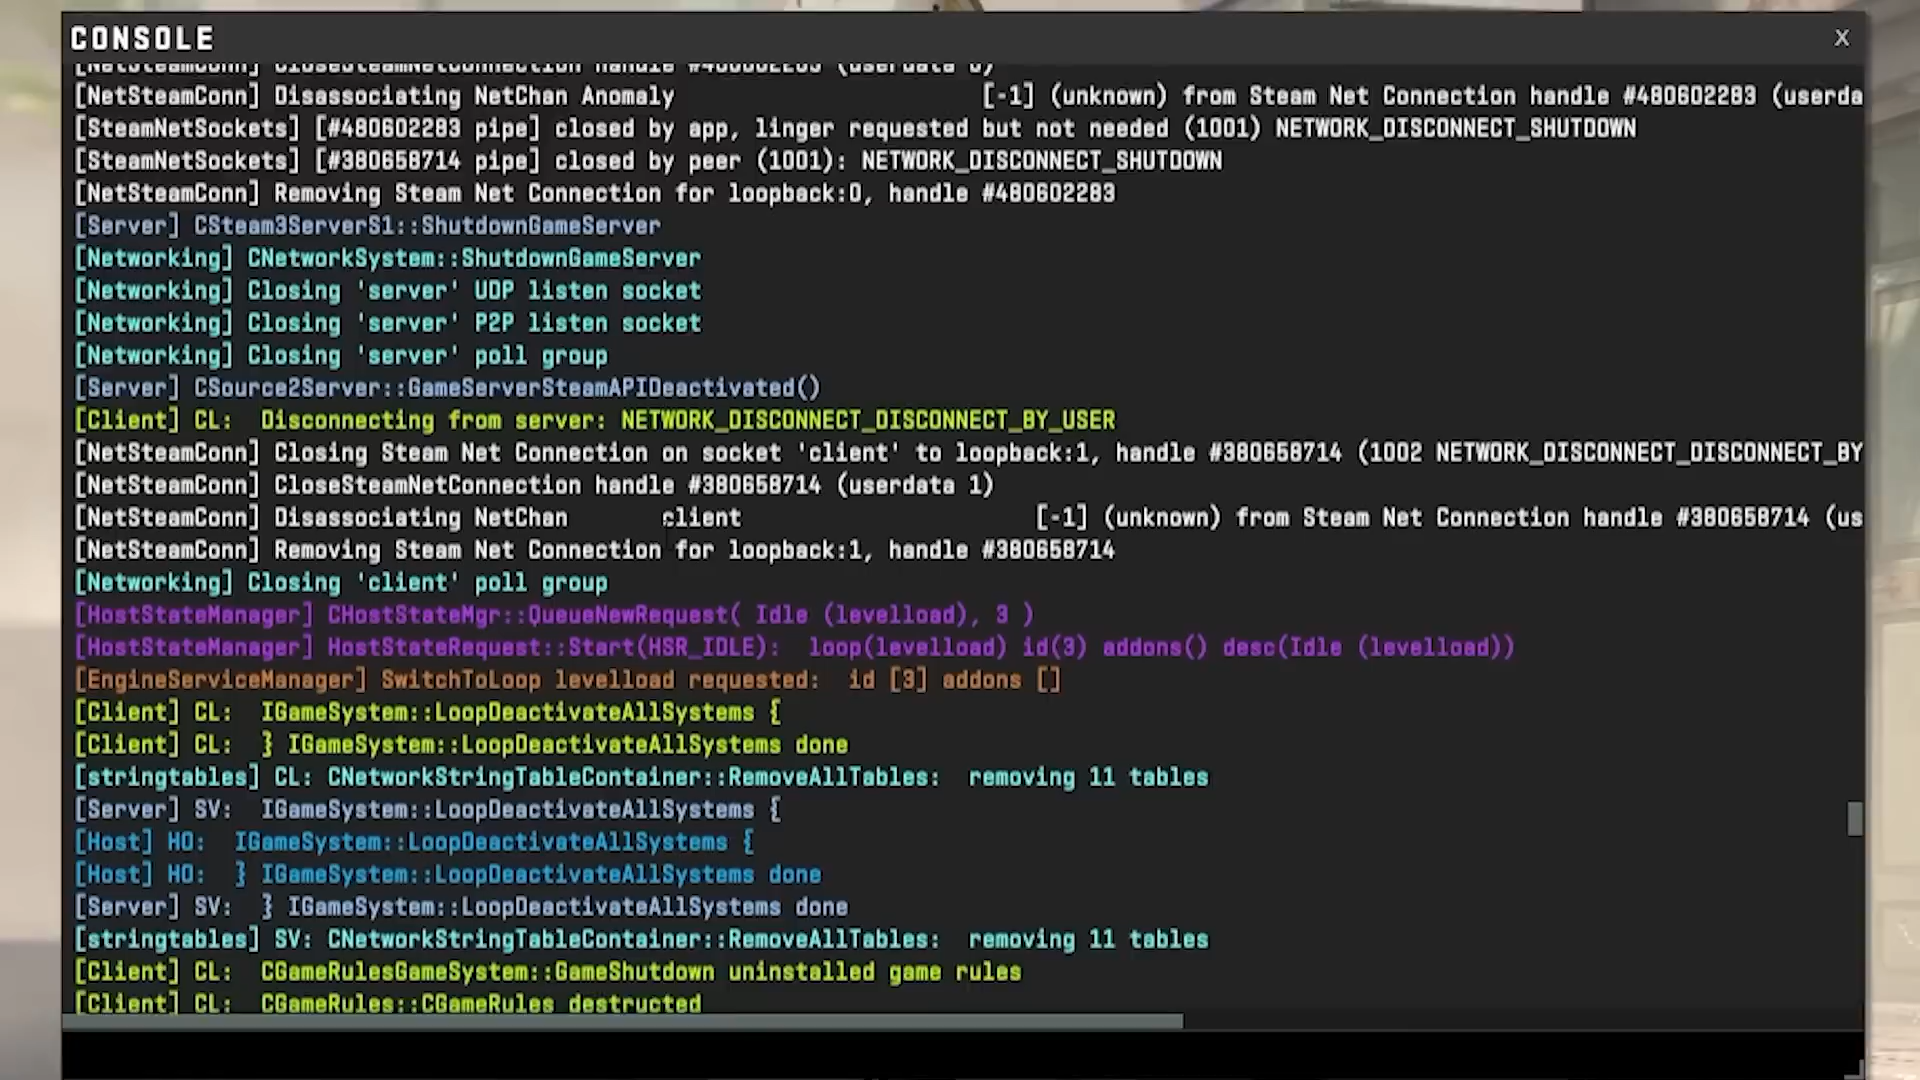 CONSOLE
X
[NetSteamConn] CloseSteamNetConnection handle #480602283 (userdata 0)
[NetSteamConn] Disassociating NetChan Anomaly [-1] (unknown) from Steam Net Connection handle #480602283 (userda
[SteamNetSockets] [#480602283 pipe] closed by app, linger requested but not needed (1001) NETWORK_DISCONNECT_SHUTDOWN
[SteamNetSockets] [#380658714 pipe] closed by peer (1001): NETWORK_DISCONNECT_SHUTDOWN
[NetSteamConn] Removing Steam Net Connection for loopback:0, handle #480602283
[Server] CSteam3ServerS1::ShutdownGameServer
[Networking] CNetworkSystem::ShutdownGameServer
[Networking] Closing 'server' UDP listen socket
[Networking] Closing 'server' P2P listen socket
[Networking] Closing 'server' poll group
[Server] CSource2Server::GameServerSteamAPIDeactivated()
[Client] CL: Disconnecting from server: NETWORK_DISCONNECT_DISCONNECT_BY_USER
[NetSteamConn] Closing Steam Net Connection on socket 'client' to loopback:1, handle #380658714 (1002 NETWORK_DISCONNECT_DISCONNECT_BY
[NetSteamConn] CloseSteamNetConnection handle #380658714 (userdata 1)
[NetSteamConn] Disassociating NetChan client [-1] (unknown) from Steam Net Connection handle #380658714 (us
[NetSteamConn] Removing Steam Net Connection for loopback:1, handle #380658714
[Networking] Closing 'client' poll group
[HostStateManager] CHostStateMgr::QueueNewRequest( Idle (levelload), 3 )
[HostStateManager] HostStateRequest::Start(HSR_IDLE): loop(levelload) id(3) addons() desc(Idle (levelload))
[EngineServiceManager] SwitchToLoop levelload requested: id [3] addons []
[Client] CL: IGameSystem::LoopDeactivateAllSystems {
[Client] CL: } IGameSystem::LoopDeactivateAllSystems done
[stringtables] CL: CNetworkStringTableContainer::RemoveAllTables: removing 11 tables
[Server] SV: IGameSystem::LoopDeactivateAllSystems {
[Host] HO: IGameSystem::LoopDeactivateAllSystems {
[Host] HO: } IGameSystem::LoopDeactivateAllSystems done
[Server] SV: } IGameSystem::LoopDeactivateAllSystems done
[stringtables] SV: CNetworkStringTableContainer::RemoveAllTables: removing 11 tables
[Client] CL: CGameRulesGameSystem::GameShutdown uninstalled game rules
[Client] CL: CGameRules::CGameRules destructed